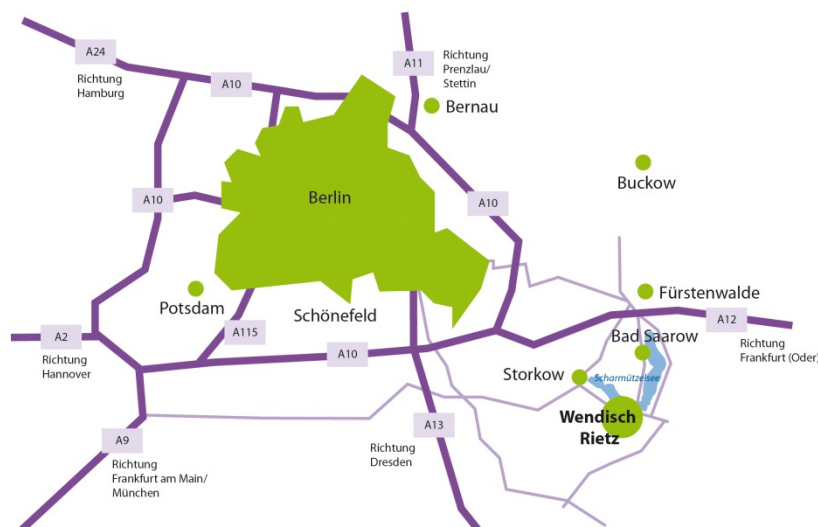 A24
Richtung
Hamburg
A10
A11
Richtung
Prenzlau/
Stettin
Bernau
Buckow
A10
Berlin
A10
Potsdam
Schönefeld
Fürstenwalde
A2
Richtung
Hannover
A115
A10
A12
Richtung
Frankfurt (Oder)
Bad Saarow
Storkow
Scharmützelsee
Wendisch
Rietz
A9
Richtung
Frankfurt am Main/
München
A13
Richtung
Dresden